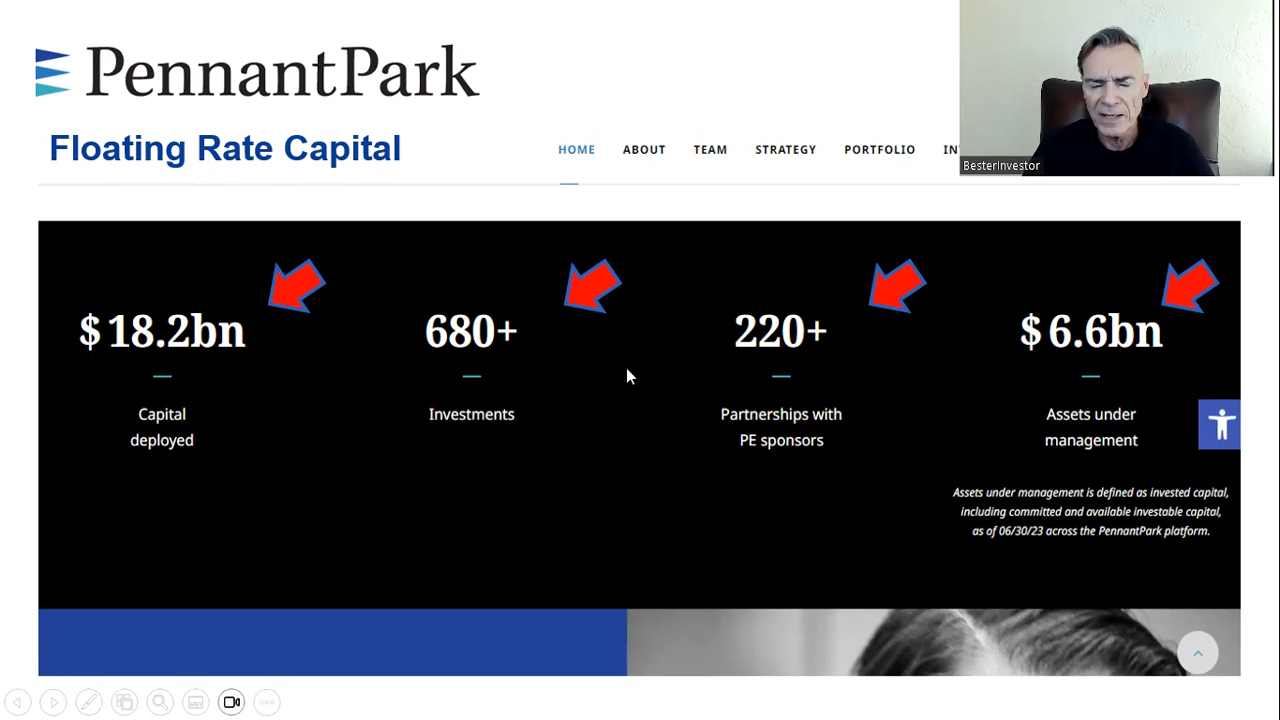 PennantPark
Floating Rate Capital
HOME ABOUT TEAM STRATEGY PORTFOLIO IN
BesterInvestor
$18.2bn
680+
220+
$6.6bn
Capital
deployed
Investments
Partnerships with
PE sponsors
Assets under
management
Assets under management is defined as invested capital,
including committed and available investable capital,
as of 06/30/23 across the PennantPark platform.